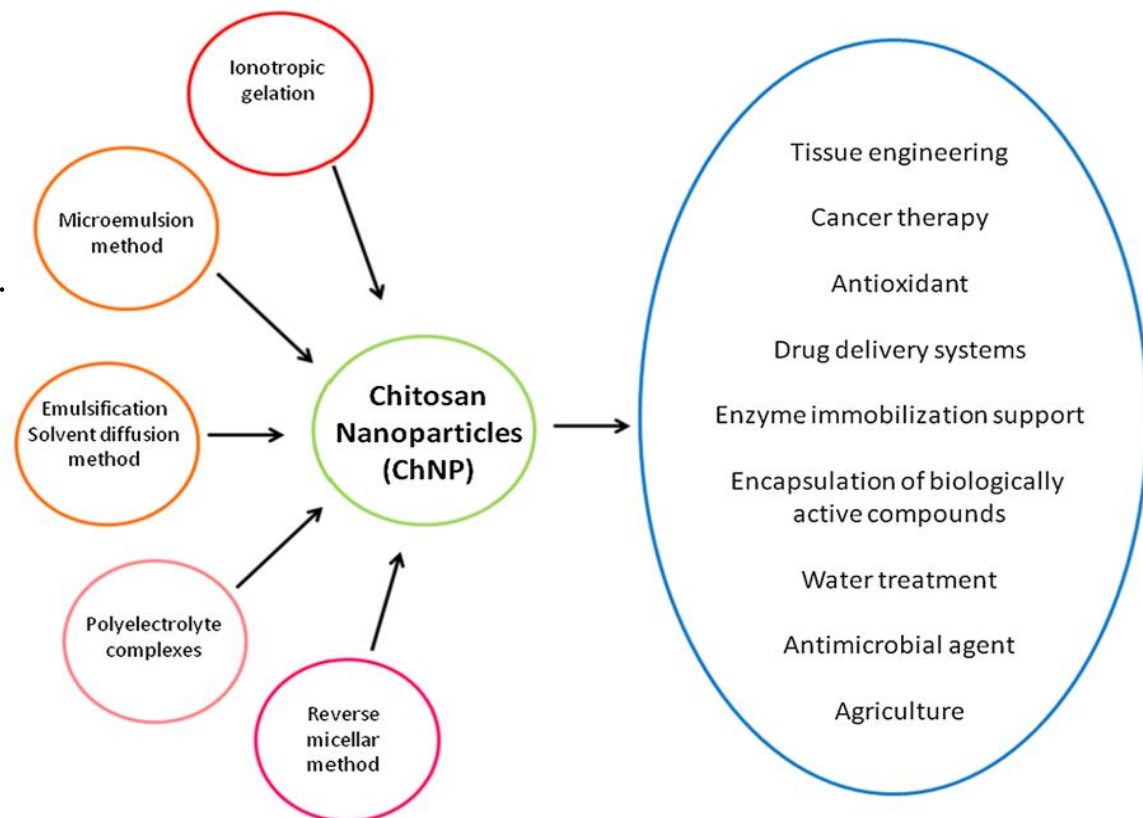 Ionotropic
gelation
Microemulsion
method
Emulsification
Solvent diffusion
method
Polyelectrolyte
complexes
Reverse
micellar
method
Chitosan
Nanoparticles
(ChNP)
Tissue engineering
Cancer therapy
Antioxidant
Drug delivery systems
Enzyme immobilization support
Encapsulation of biologically
active compounds
Water treatment
Antimicrobial agent
Agriculture